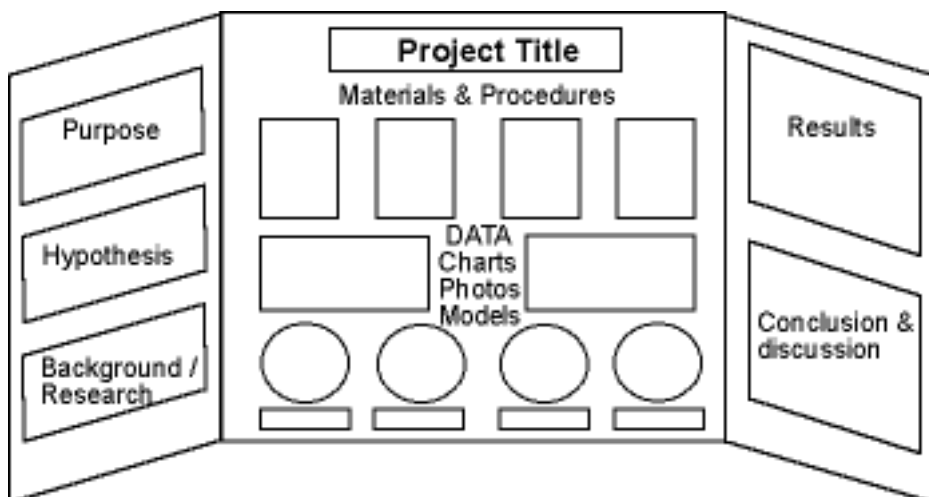 Project Title
Materials & Procedures
Purpose
Hypothesis
Background /
Research
DATA
Charts
Photos
Models
Results
Conclusion &
discussion